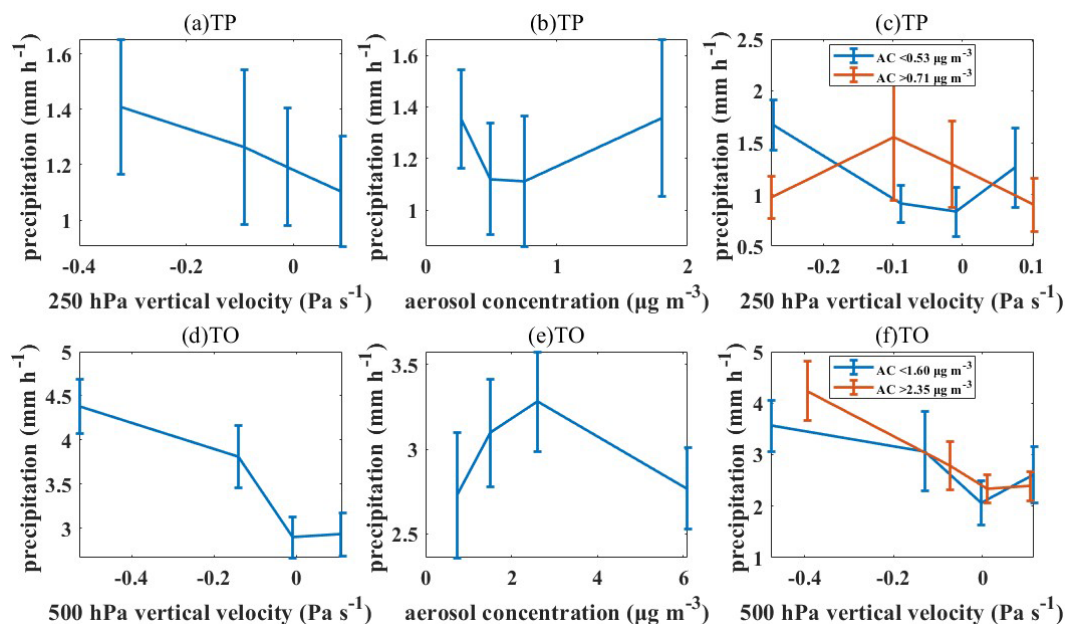 (a)TP
precipitation (mm h⁻¹)
1.6
1.4
1.2
1
-0.4
-0.2
0
250 hPa vertical velocity (Pa s⁻¹)
(b)TP
precipitation (mm h⁻¹)
1.6
1.4
1.2
1
0
1
2
aerosol concentration (μg m⁻³)
(c)TP
precipitation (mm h⁻¹)
2.5
2
1.5
1
0.5
AC <0.53 μg m⁻³
AC >0.71 μg m⁻³
-0.2
-0.1
0
0.1
250 hPa vertical velocity (Pa s⁻¹)
(d)TO
precipitation (mm h⁻¹)
5
4.5
4
3.5
3
-0.4
-0.2
0
500 hPa vertical velocity (Pa s⁻¹)
(e)TO
precipitation (mm h⁻¹)
3.5
3
2.5
0
2
4
6
aerosol concentration (μg m⁻³)
(f)TO
precipitation (mm h⁻¹)
5
4
3
2
1
AC <1.60 μg m⁻³
AC >2.35 μg m⁻³
-0.4
-0.2
0
500 hPa vertical velocity (Pa s⁻¹)